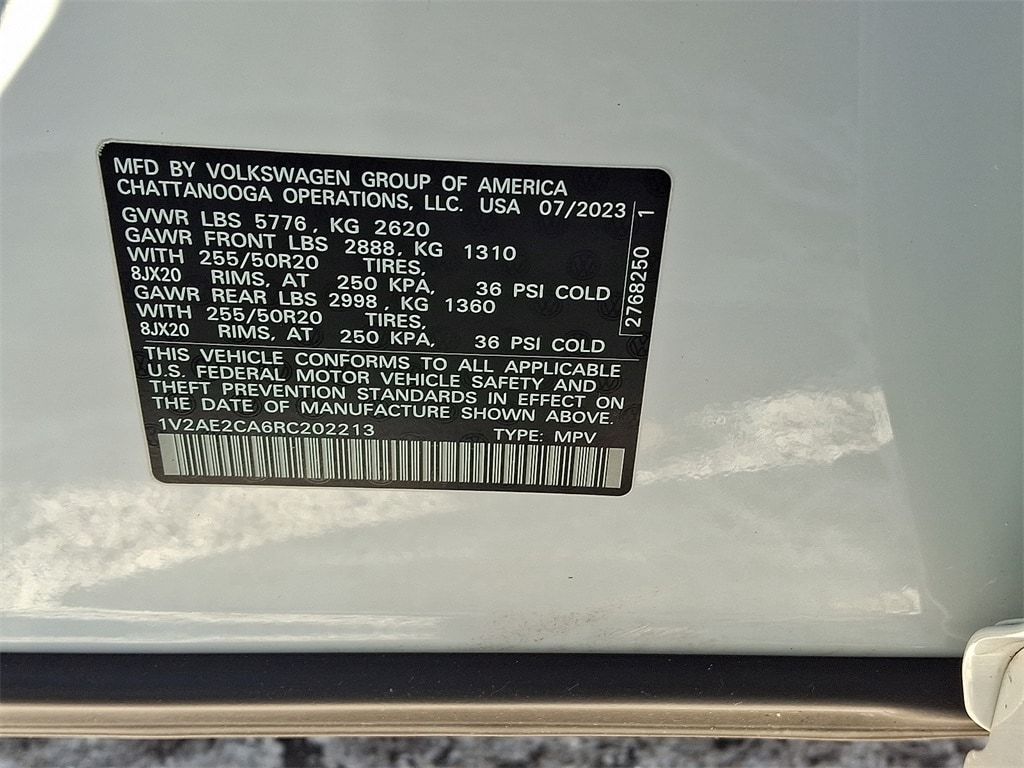 MFD BY VOLKSWAGEN GROUP OF AMERICA
CHATTANOOGA OPERATIONS, LLC. USA 07/2023
GVWR LBS 5776, KG 2620
GAWR FRONT LBS 2888, KG 1310
WITH 255/50R20 TIRES,
8JX20 RIMS, AT 250 KPA, 36 PSI COLD
GAWR REAR LBS 2998, KG 1360
WITH 255/50R20 TIRES,
8JX20 RIMS, AT 250 KPA, 36 PSI COLD
2768250 1
THIS VEHICLE CONFORMS TO ALL APPLICABLE
U.S. FEDERAL MOTOR VEHICLE SAFETY AND
THEFT PREVENTION STANDARDS IN EFFECT ON
THE DATE OF MANUFACTURE SHOWN ABOVE.
1V2AE2CA6RC202213 TYPE: MPV